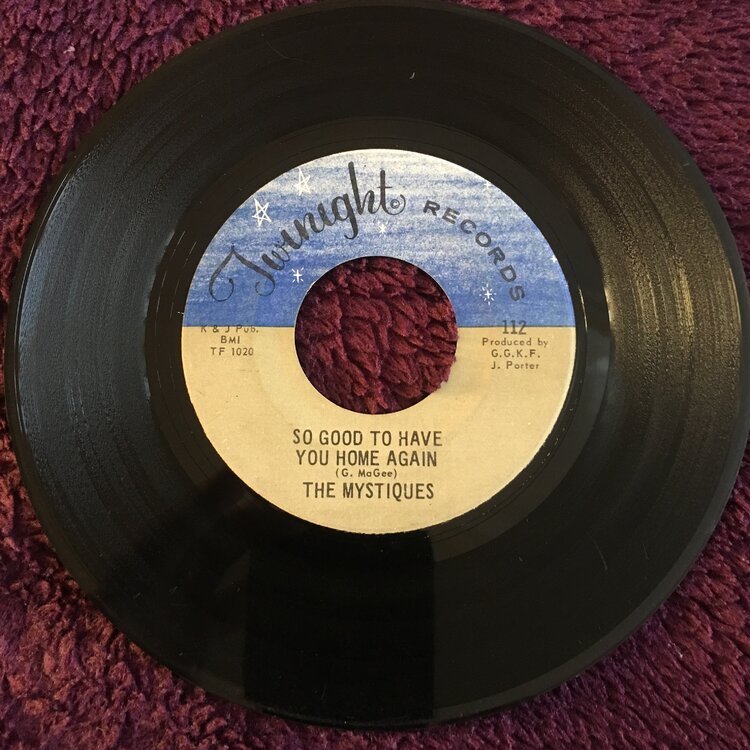 Twinight RECORDS
K & J Pub.
BMI
TF 1020
112
Produced by
G.G.K.F.
J. Porter
SO GOOD TO HAVE
YOU HOME AGAIN
(G. MaGee)
THE MYSTIQUES